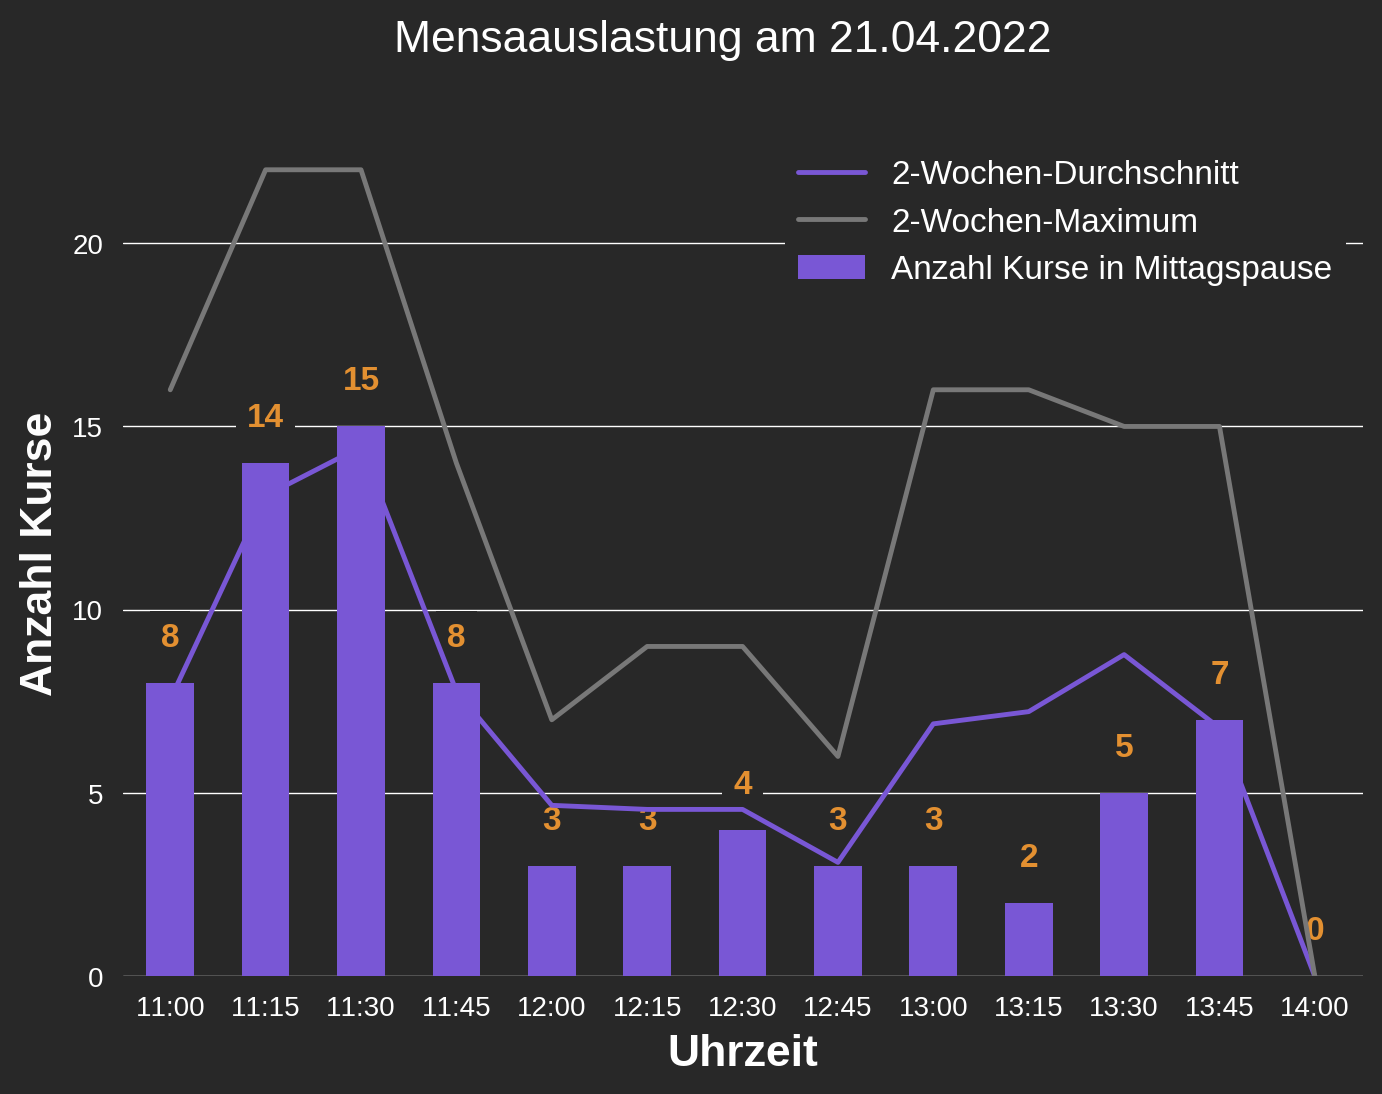 Mensaauslastung am 21.04.2022
2-Wochen-Durchschnitt
2-Wochen-Maximum
Anzahl Kurse in Mittagspause
Anzahl Kurse
20
15
10
5
0
8
14
15
8
3
3
4
3
3
2
5
7
0
11:00 11:15 11:30 11:45 12:00 12:15 12:30 12:45 13:00 13:15 13:30 13:45 14:00
Uhrzeit